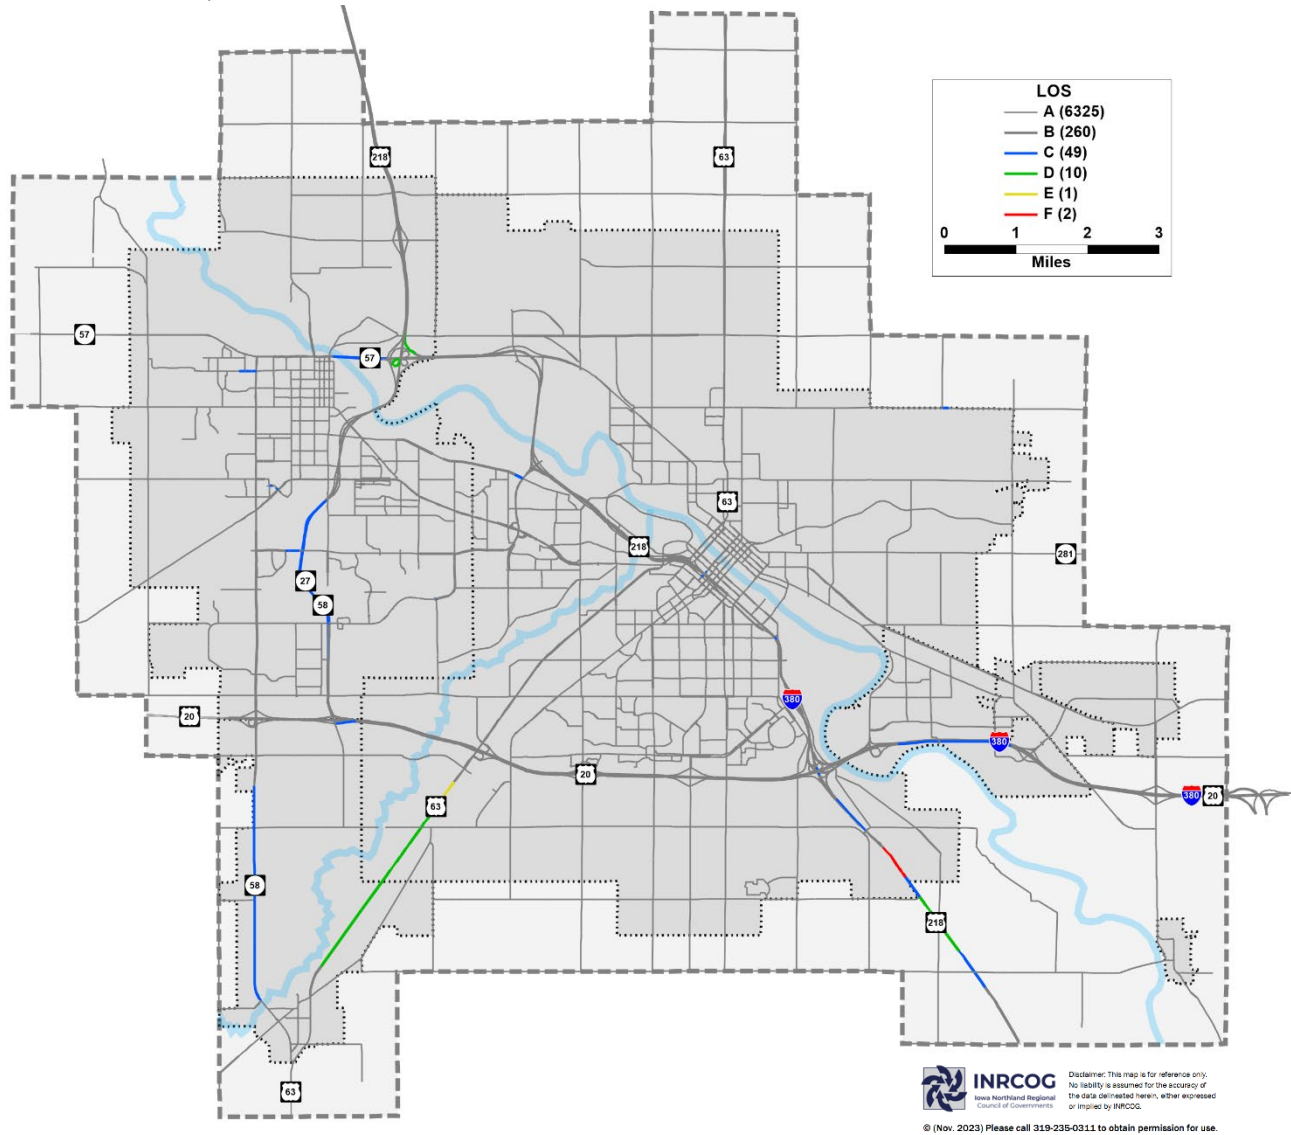 218
63
LOS
A (6325)
B (260)
C (49)
D (10)
E (1)
F (2)
0 1 2 3
Miles
57
57
63
218
281
27
58
380
20
380
20
63
380
20
58
218
63
INRCOG
Iowa Northland Regional
Council of Governments
Disclaimer: This map is for reference only.
No liability is assumed for the accuracy of
the data delineated herein, either expressed
or implied by INRCOG.
© (Nov. 2023) Please call 319-235-0311 to obtain permission for use.